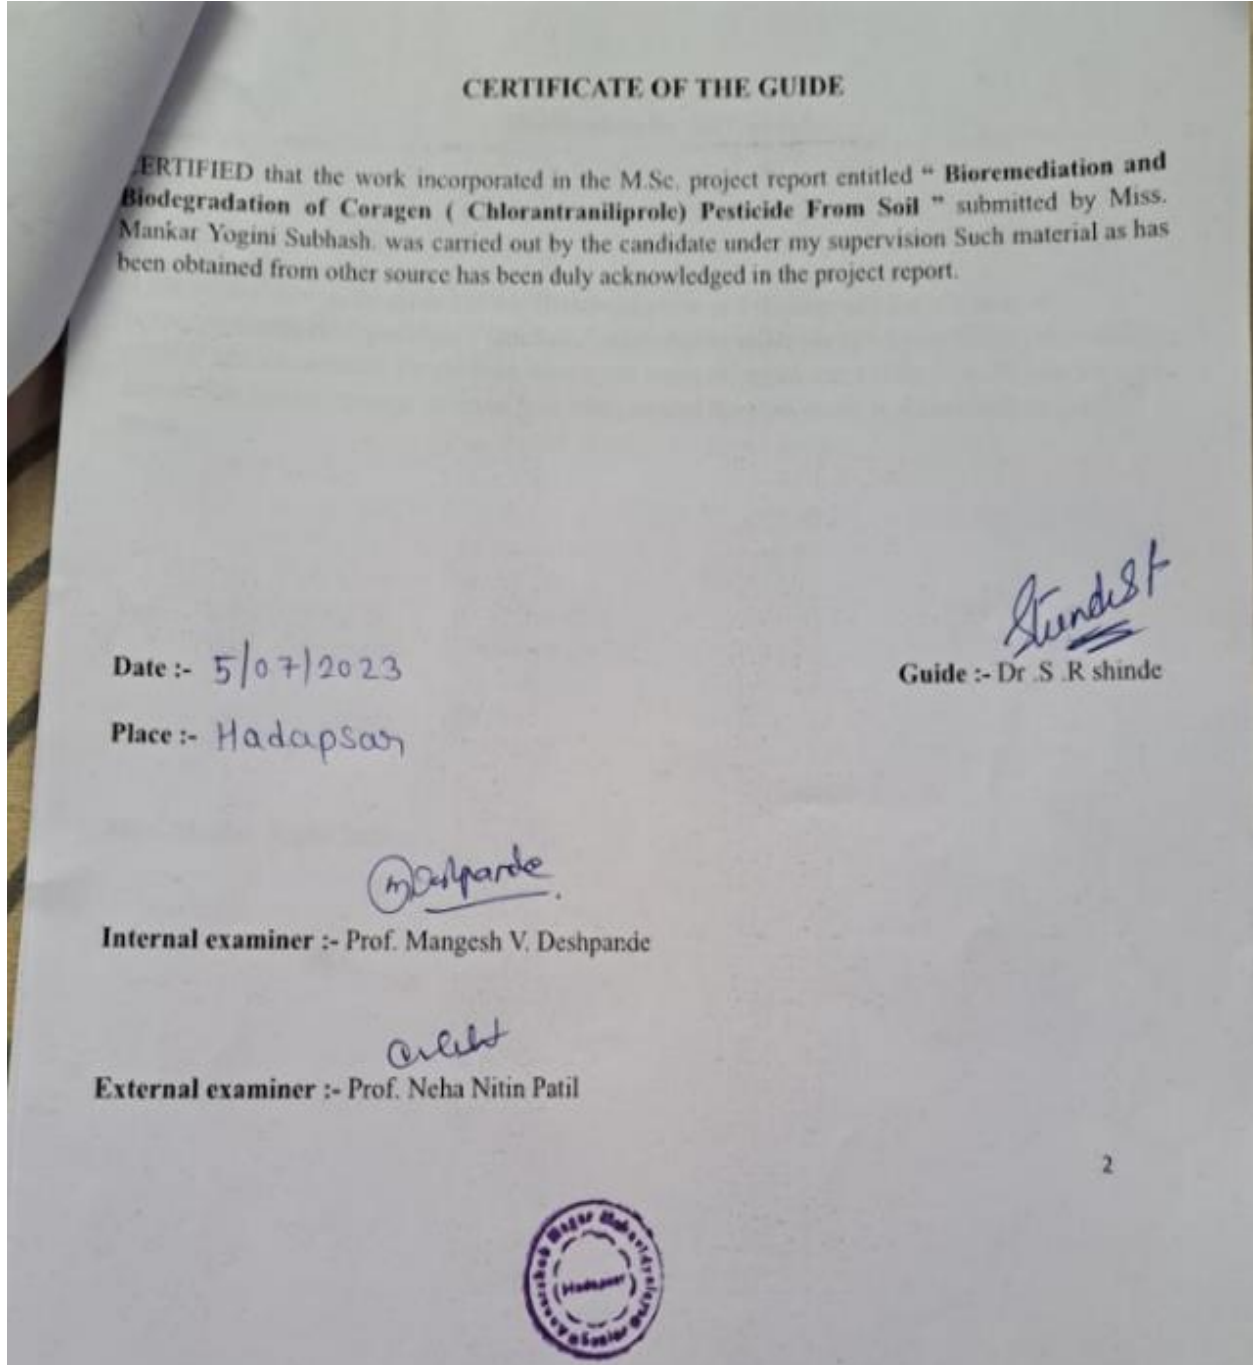 CERTIFICATE OF THE GUIDE
ERTIFIED that the work incorporated in the M.Sc. project report entitled “ Bioremediation and
Biodegradation of Coragen ( Chlorantraniliprole) Pesticide From Soil ” submitted by Miss.
Mankar Yogini Subhash. was carried out by the candidate under my supervision Such material as has
been obtained from other source has been duly acknowledged in the project report.
Date :- 5/07/2023
Guide :- Dr .S .R shinde
Place :- Hadapsar
Internal examiner :- Prof. Mangesh V. Deshpande
External examiner :- Prof. Neha Nitin Patil
2
Magar Mahavidyalaya
Hadapsar